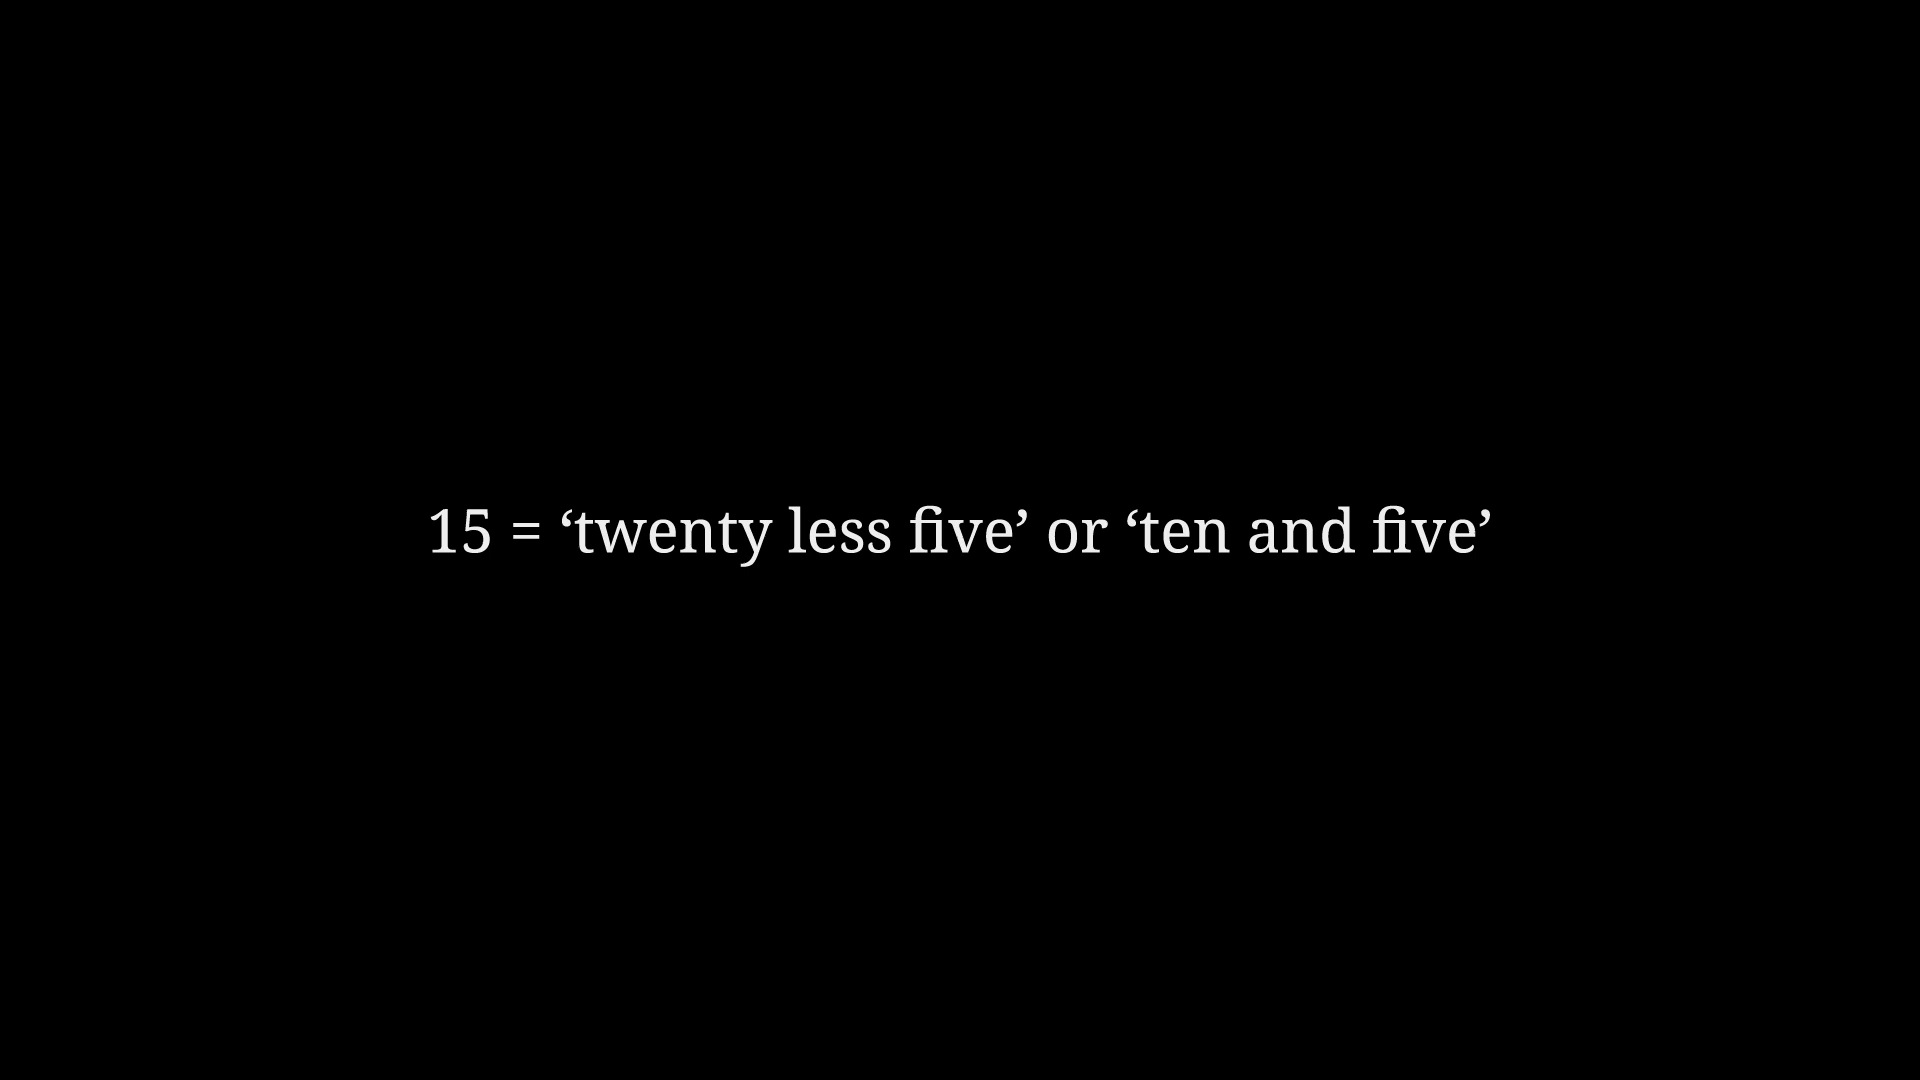 15 = ‘twenty less five’ or ‘ten and five’